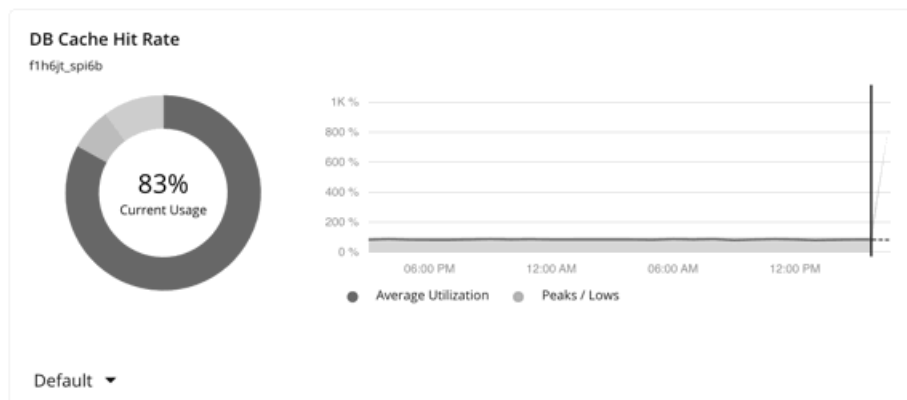 DB Cache Hit Rate
f1h6jt_spi6b
83%
Current Usage
1K %
800 %
600 %
400 %
200 %
0 %
06:00 PM 12:00 AM 06:00 AM 12:00 PM
Average Utilization Peaks / Lows
Default